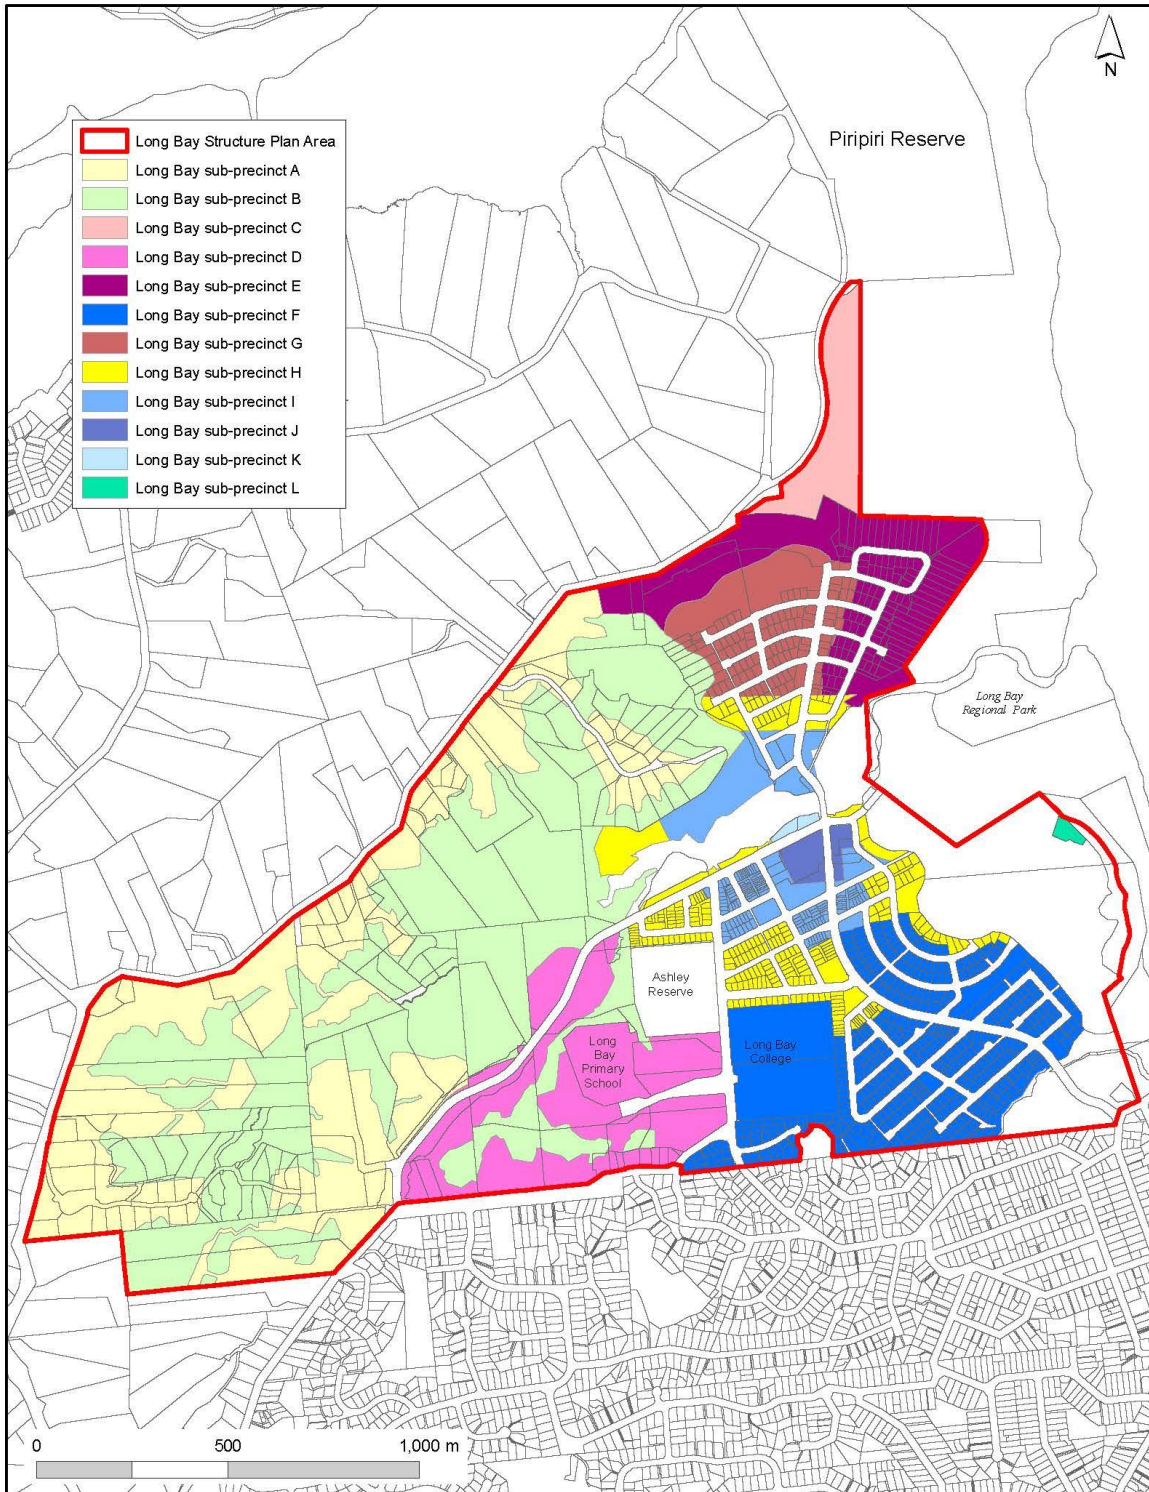 N
Piripiri Reserve
Long Bay Structure Plan Area
Long Bay sub-precinct A
Long Bay sub-precinct B
Long Bay sub-precinct C
Long Bay sub-precinct D
Long Bay sub-precinct E
Long Bay sub-precinct F
Long Bay sub-precinct G
Long Bay sub-precinct H
Long Bay sub-precinct I
Long Bay sub-precinct J
Long Bay sub-precinct K
Long Bay sub-precinct L
Long Bay
Regional Park
Ashley
Reserve
Long
Bay
Primary
School
Long Bay
College
0 500 1,000 m